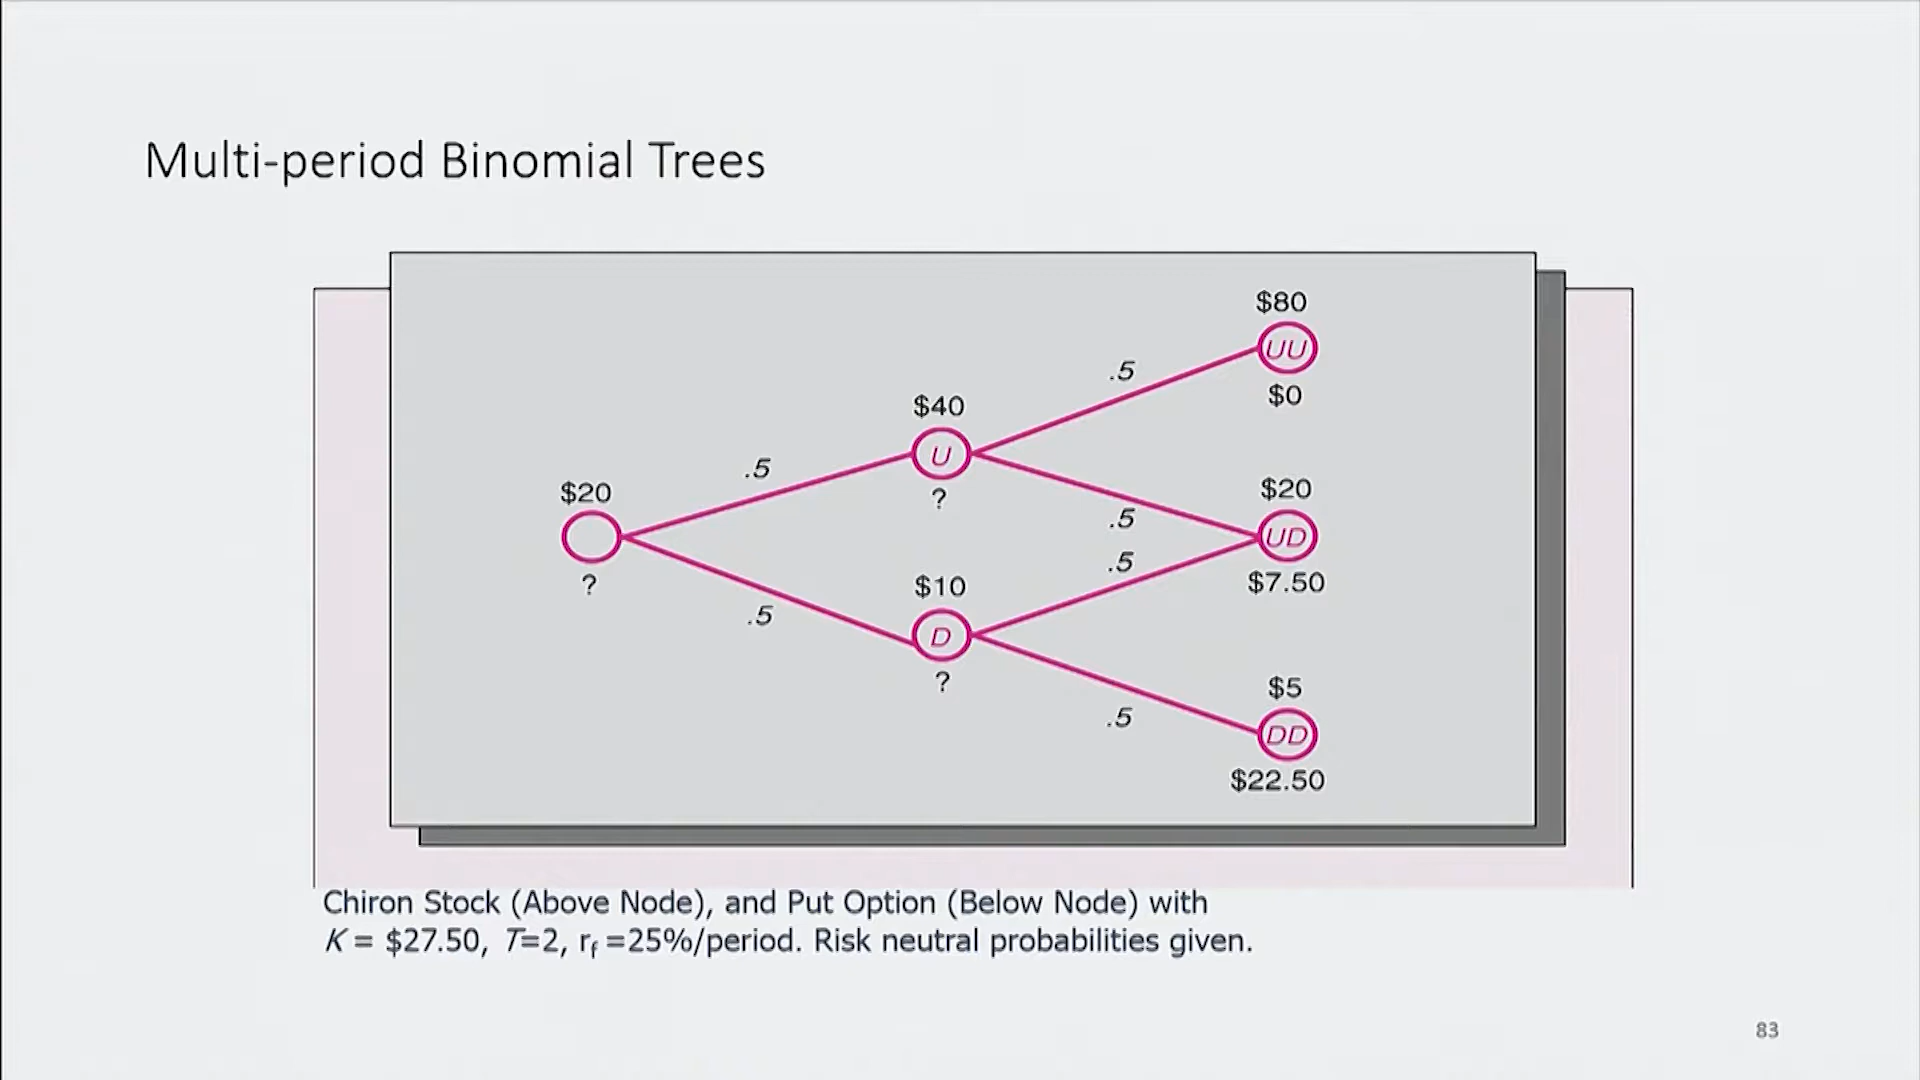 Multi-period Binomial Trees
$80
UU
$0
.5
$40
U
?
.5
$20
?
.5
$20
UD
$7.50
.5
.5
$10
D
?
.5
$5
DD
$22.50
Chiron Stock (Above Node), and Put Option (Below Node) with
K = $27.50, T=2, rf =25%/period. Risk neutral probabilities given.
83